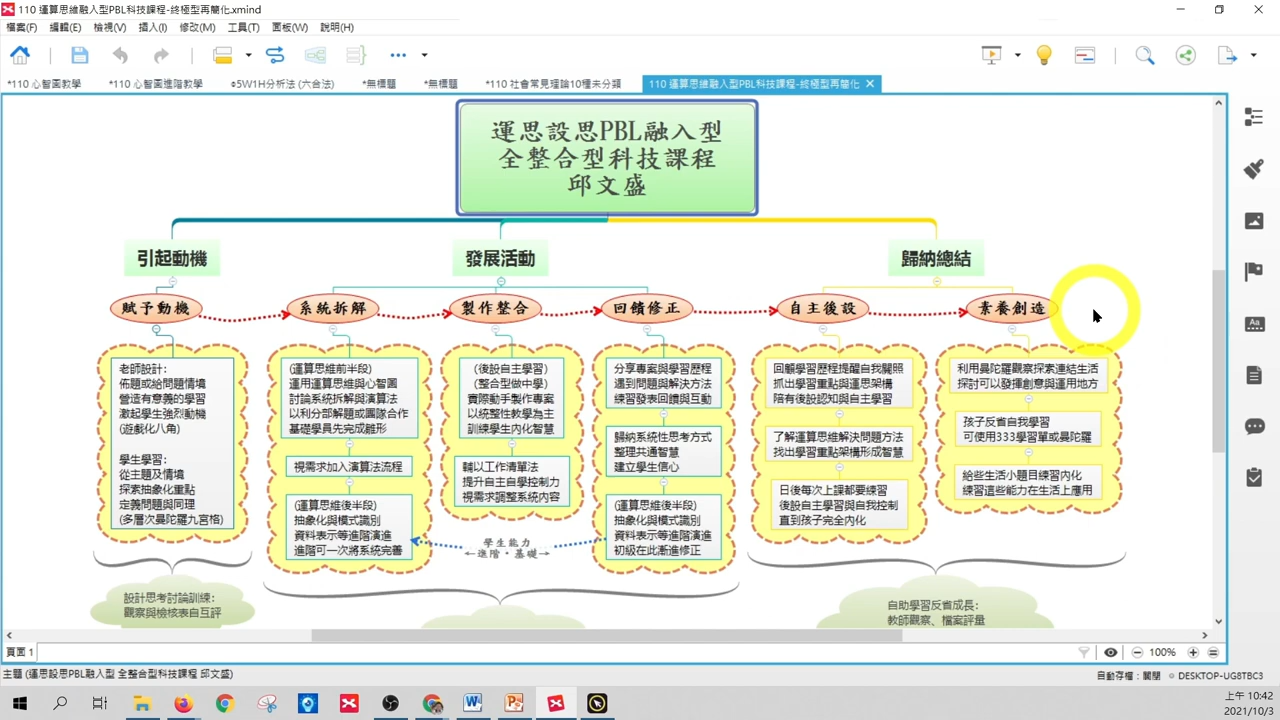 110 運算思維融入型PBL科技課程-終極型再簡化.xmind
檔案(F) 編輯(E) 檢視(V) 插入(I) 修改(M) 工具(T) 面板(W) 說明(H)
*110 心智圖教學 *110 心智圖進階教學 5W1H分析法 (六合法) *無標題 *無標題 *110 社會常見理論10種未分類 110 運算思維融入型PBL科技課程-終極型再簡化
運思設思PBL融入型
全整合型科技課程
邱文盛
引起動機
發展活動
歸納總結
賦予動機
系統拆解
製作整合
回饋修正
自主後設
素養創造
老師設計:
佈題或給問題情境
營造有意義的學習
激起學生強烈動機
(遊戲化八角)
學生學習:
從主題及情境
探索抽象化重點
定義問題與同理
(多層次曼陀羅九宮格)
(運算思維前半段)
運用運算思維與心智圖
討論系統拆解與演算法
以利分部解題或團隊合作
基礎學員先完成雛形
視需求加入演算法流程
(運算思維後半段)
抽象化與模式識別
資料表示等進階演進
進階可一次將系統完善
(後設自主學習)
(整合型做中學)
實際動手製作專案
以統整性教學為主
訓練學生內化智慧
輔以工作清單法
提升自主自學控制力
視需求調整系統內容
分享專案與學習歷程
遇到問題與解決方法
練習發表回饋與互動
歸納系統性思考方式
整理共通智慧
建立學生信心
(運算思維後半段)
抽象化與模式識別
資料表示等進階演進
初級在此漸進修正
學生能力
←進階·基礎→
回顧學習歷程提醒自我關照
抓出學習重點與運思架構
陪有後設認知與自主學習
了解運算思維解決問題方法
找出學習重點架構形成智慧
日後每次上課都要練習
後設自主學習與自我控制
直到孩子完全內化
利用曼陀羅觀察探索連結生活
探討可以發揮創意與運用地方
孩子反省自我學習
可使用333學習單或曼陀羅
給些生活小題目練習內化
練習這些能力在生活上應用
設計思考討論訓練:
觀察與檢核表自互評
自助學習反省成長:
教師觀察、檔案評量
頁面 1
100%
主題 (運思設思PBL融入型 全整合型科技課程 邱文盛)
自動存檔: 關閉
DESKTOP-UG8TBC3
上午 10:42
2021/10/3